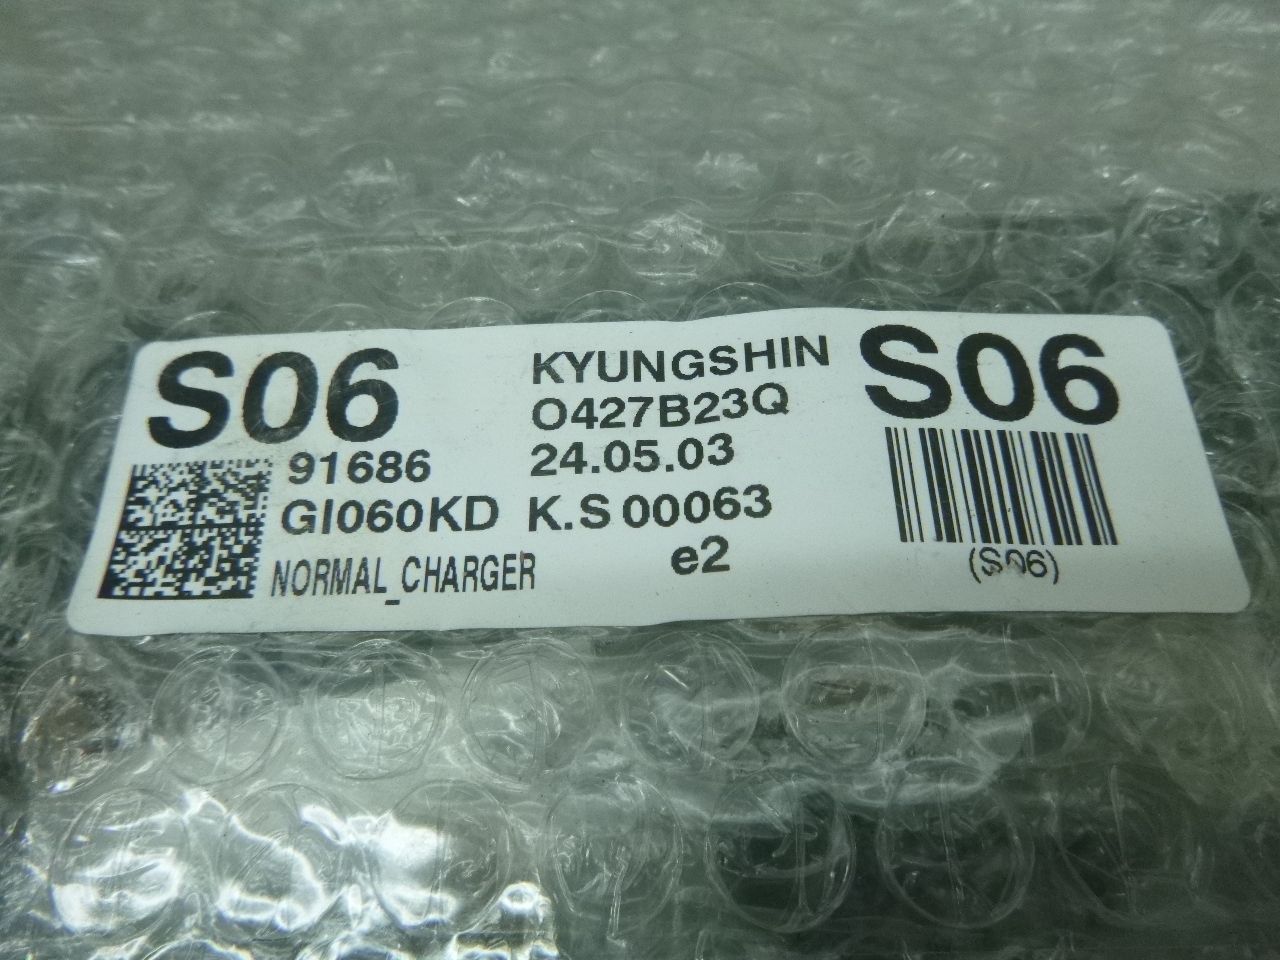 S06
91686
GI060KD
NORMAL_CHARGER
KYUNGSHIN
O427B23Q
24.05.03
K.S 00063
e2
S06
(S06)